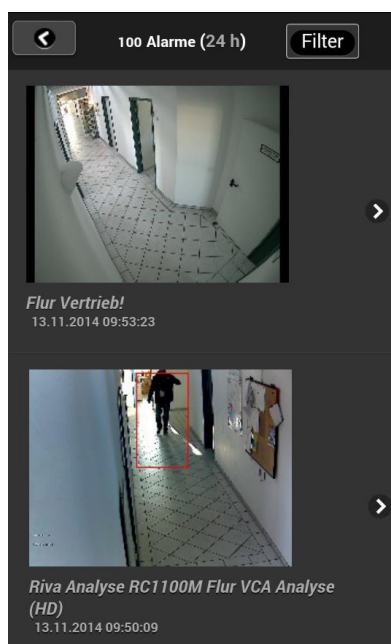 100 Alarme (24 h)
Filter
Flur Vertrieb!
13.11.2014 09:53:23
Riva Analyse RC1100M Flur VCA Analyse
(HD)
13.11.2014 09:50:09